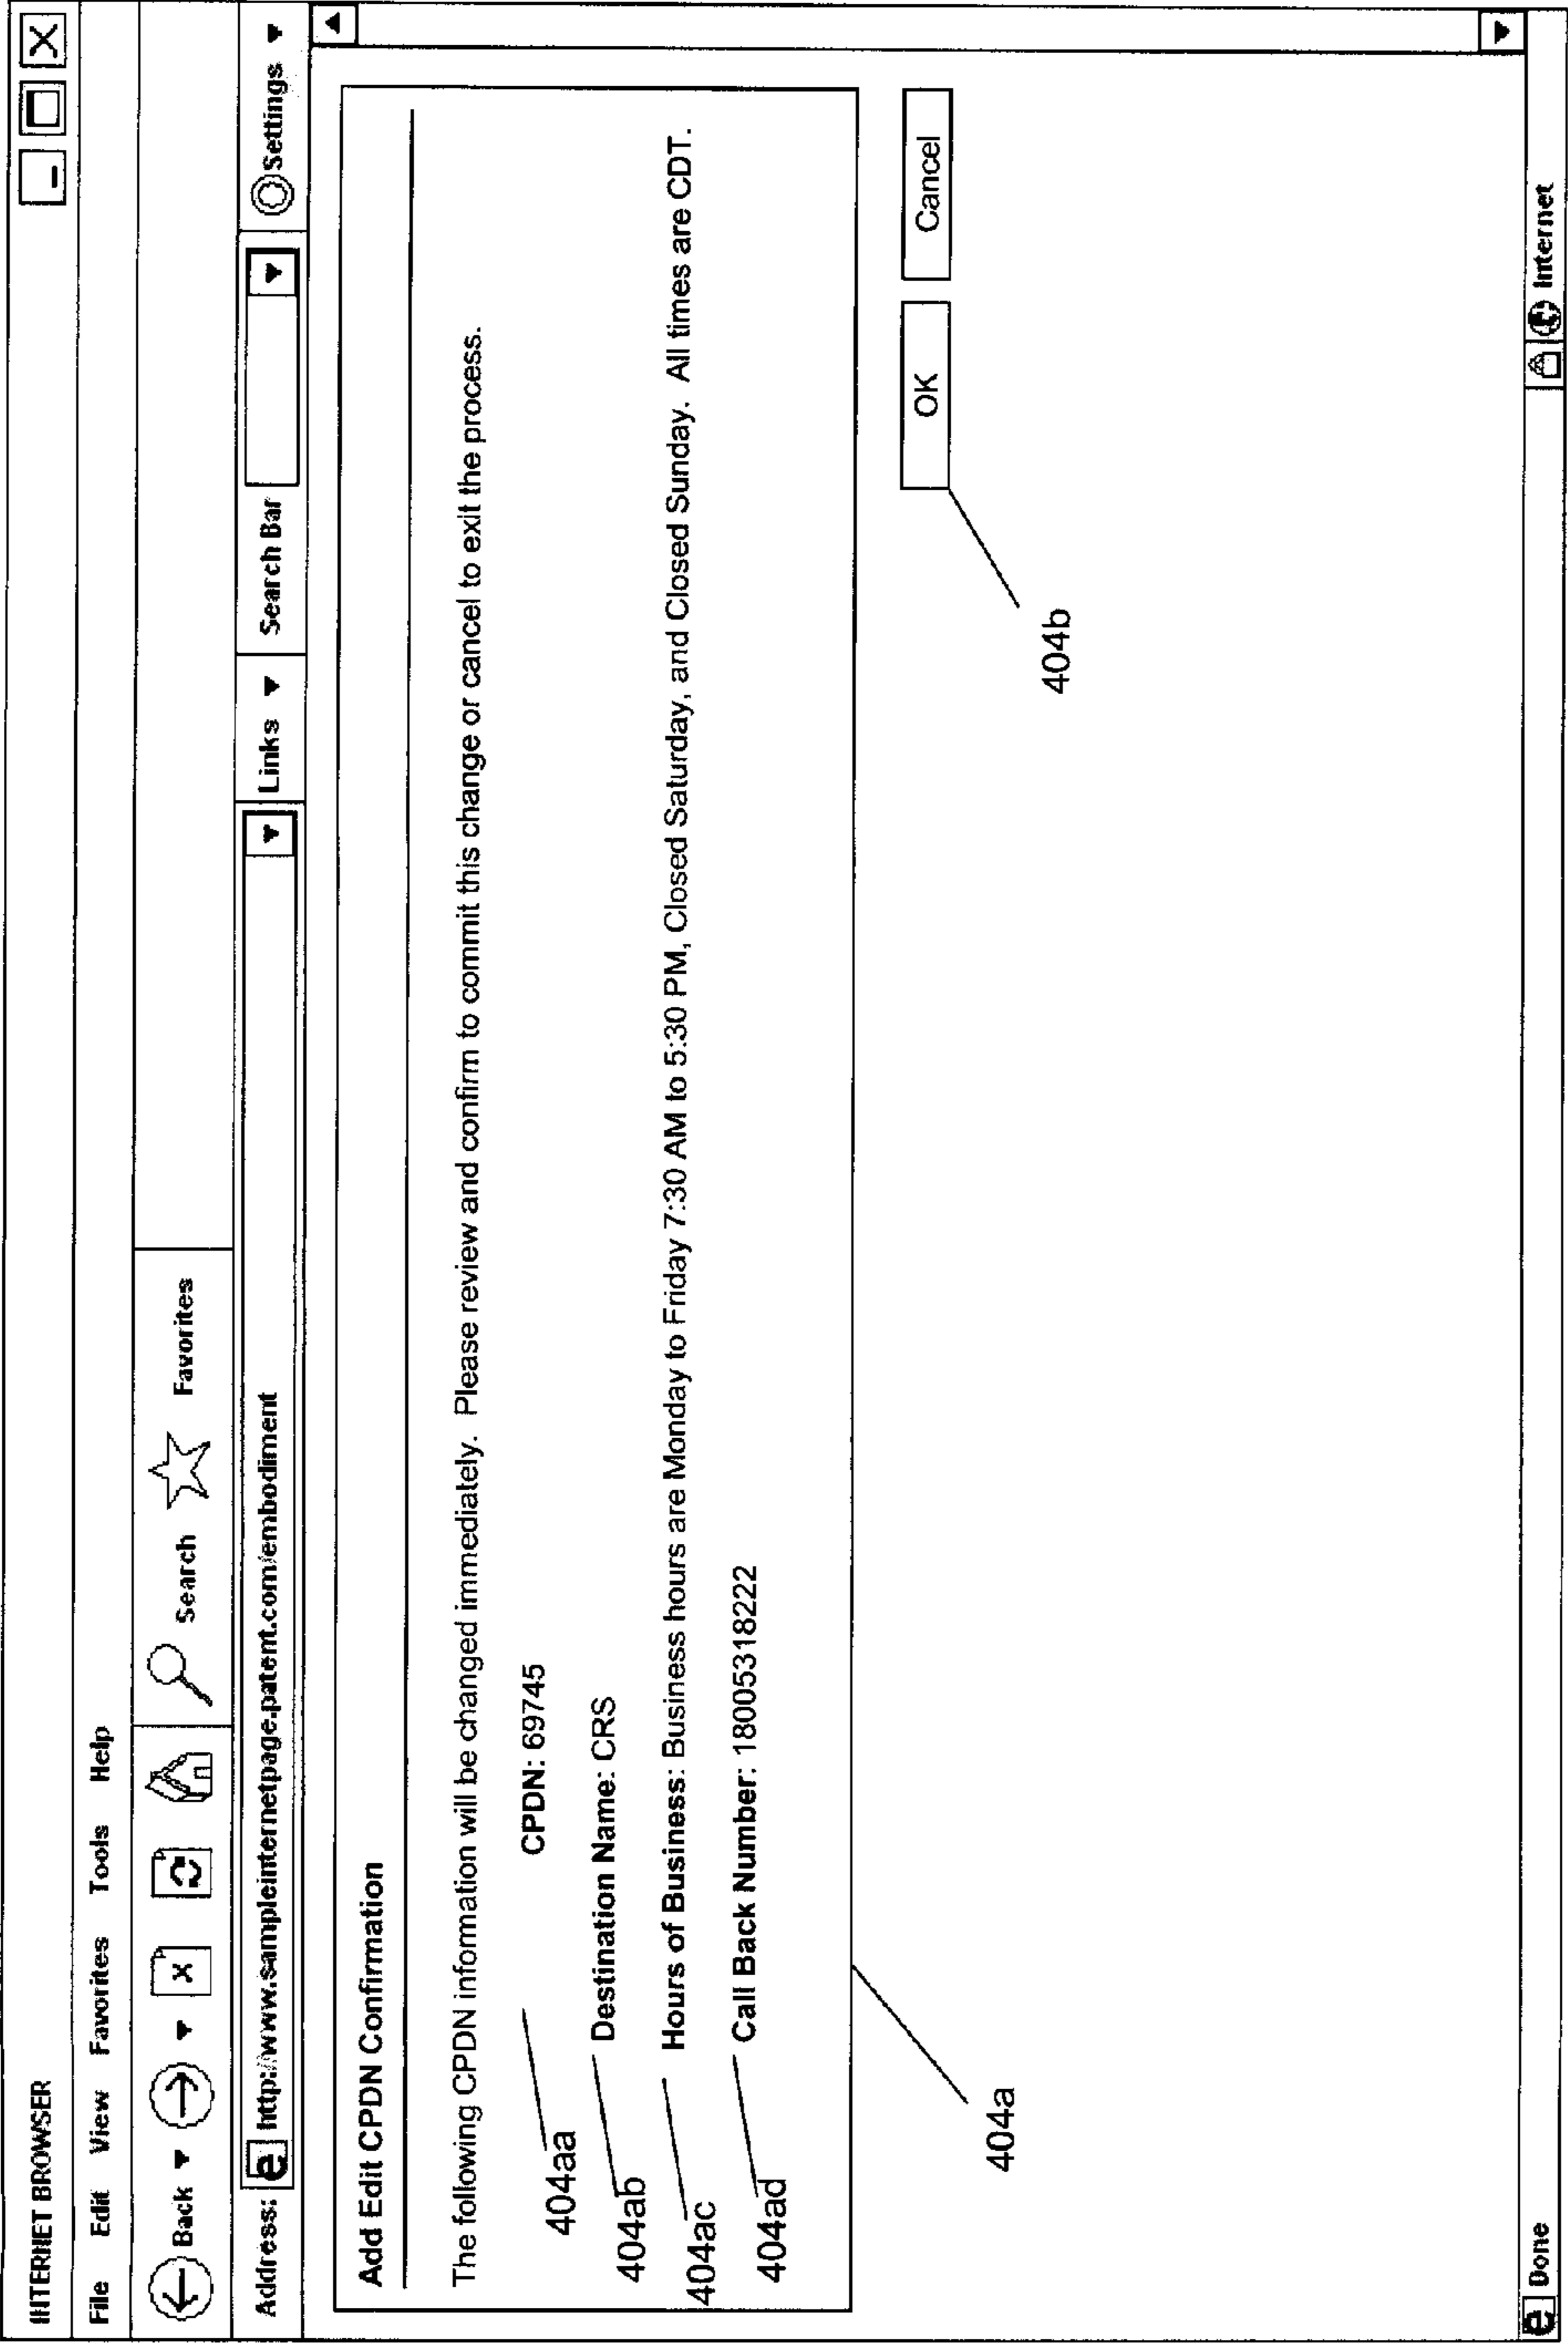 INTERNET BROWSER
File Edit View Favorites Tools Help
Back Search Favorites
Address: http://www.sampleinternetpage.patent.com/embodiment Links Search Bar Settings
Add Edit CPDN Confirmation
The following CPDN information will be changed immediately. Please review and confirm to commit this change or cancel to exit the process.
404aa CPDN: 69745
404ab Destination Name: CRS
404ac Hours of Business: Business hours are Monday to Friday 7:30 AM to 5:30 PM, Closed Saturday, and Closed Sunday. All times are CDT.
404ad Call Back Number: 18005318222
OK Cancel
404a
404b
Done Internet